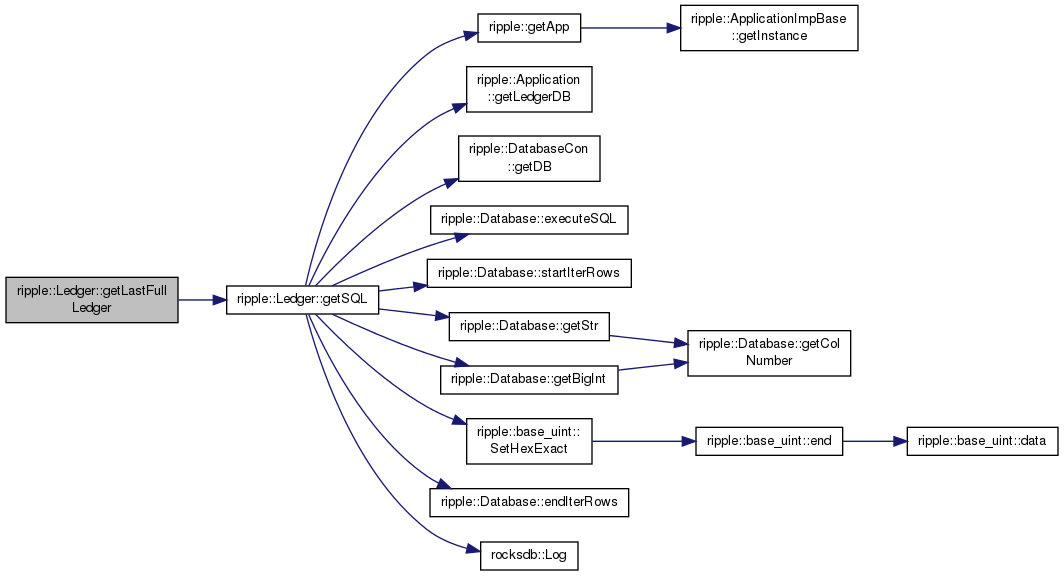 ripple::getApp
ripple::ApplicationImpBase
::getInstance
ripple::Application
::getLedgerDB
ripple::DatabaseCon
::getDB
ripple::Database::executeSQL
ripple::Database::startIterRows
ripple::Ledger::getLastFull
Ledger
ripple::Ledger::getSQL
ripple::Database::getStr
ripple::Database::getCol
Number
ripple::Database::getBigInt
ripple::base_uint::
SetHexExact
ripple::base_uint::end
ripple::base_uint::data
ripple::Database::endIterRows
rocksdb::Log